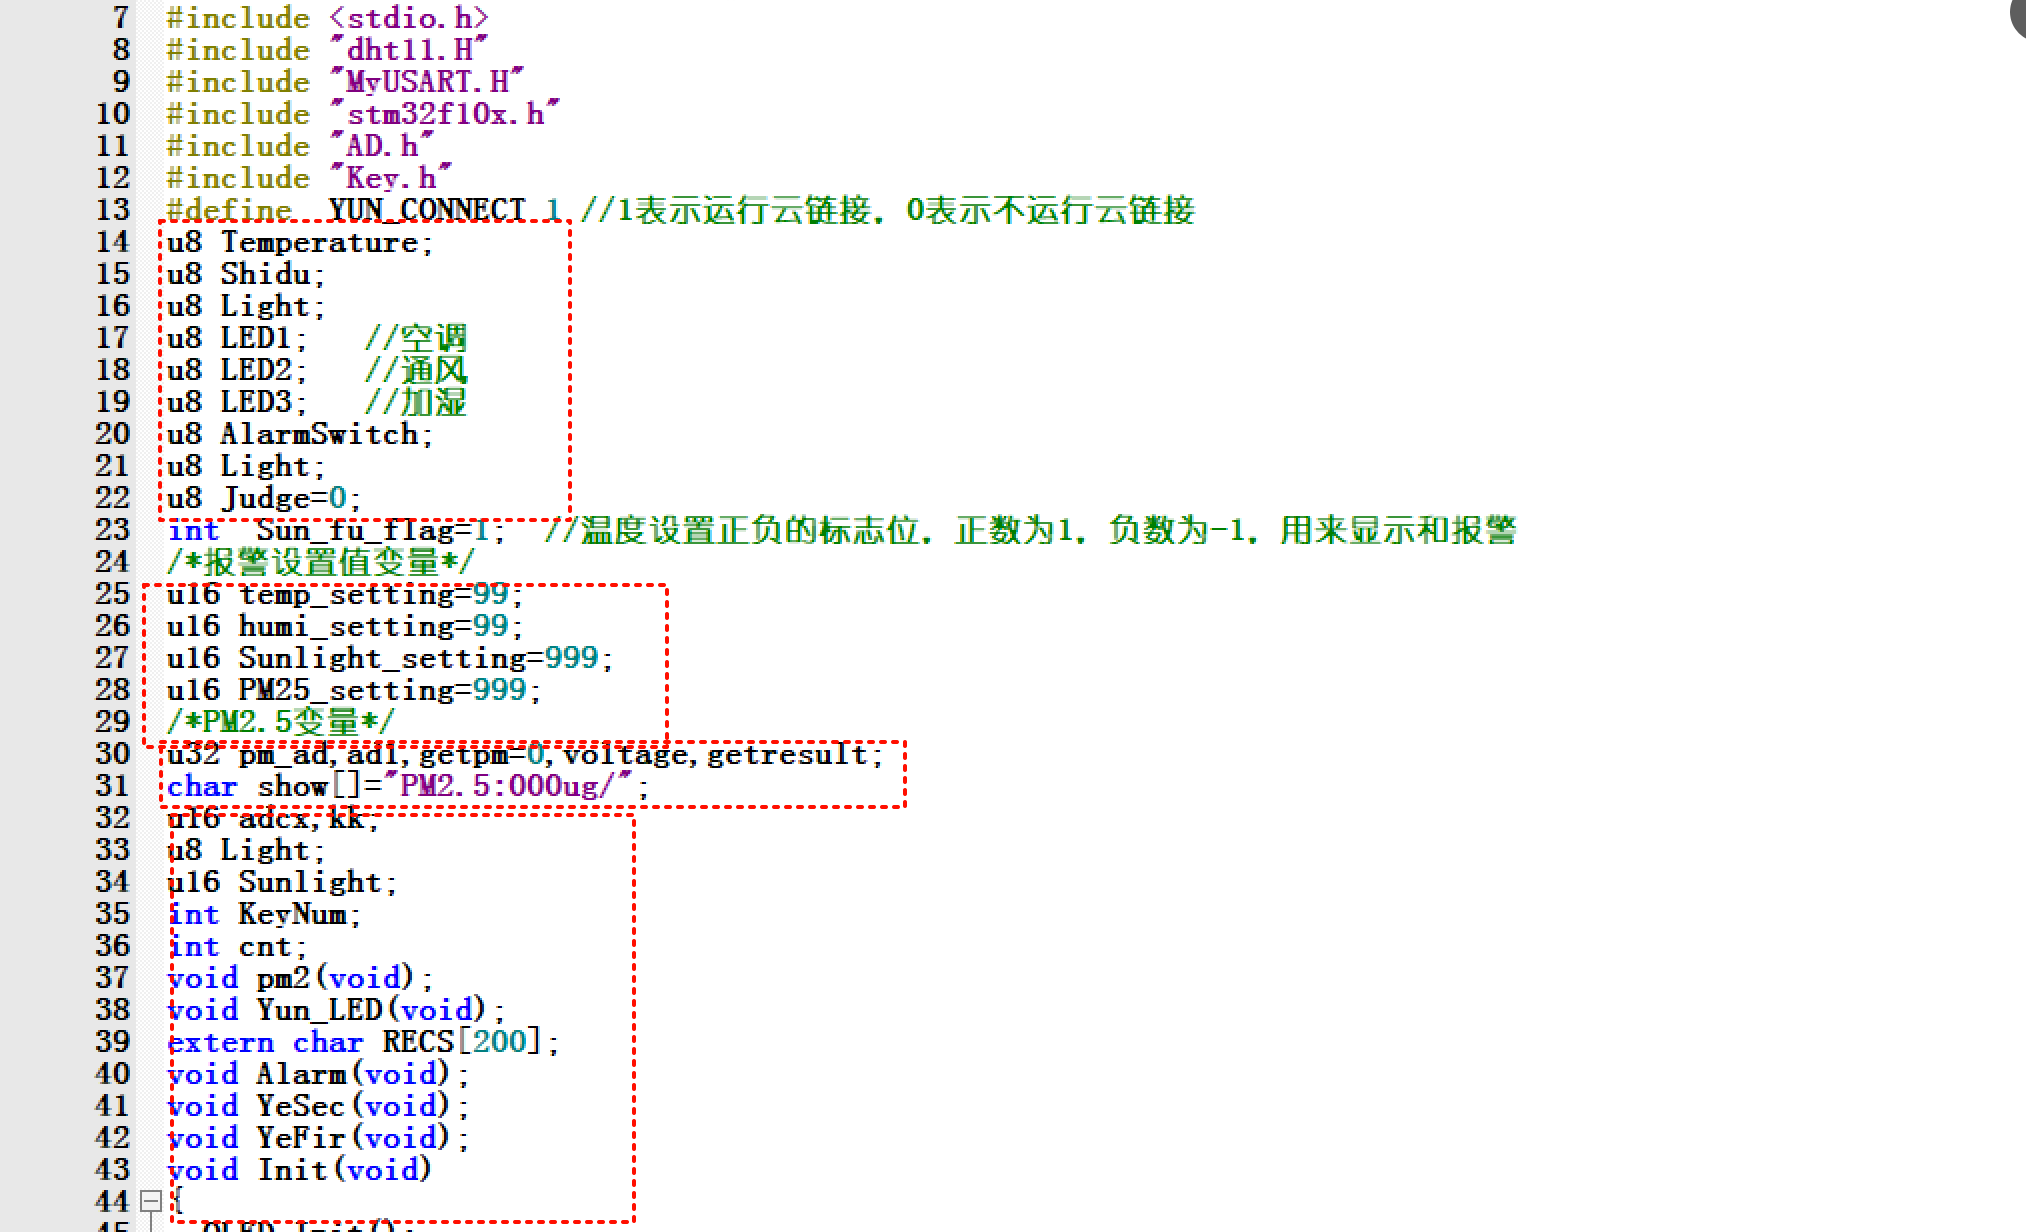 7 #include <stdio.h>
8 #include "dht11.H"
9 #include "MyUSART.H"
10 #include "stm32f10x.h"
11 #include "AD.h"
12 #include "Key.h"
13 #define  YUN_CONNECT 1 //1表示运行云链接，0表示不运行云链接
14 u8 Temperature;
15 u8 Shidu;
16 u8 Light;
17 u8 LED1;   //空调
18 u8 LED2;   //通风
19 u8 LED3;   //加湿
20 u8 AlarmSwitch;
21 u8 Light;
22 u8 Judge=0;
23 int  Sun_fu_flag=1;  //温度设置正负的标志位，正数为1，负数为-1，用来显示和报警
24 /*报警设置值变量*/
25 u16 temp_setting=99;
26 u16 humi_setting=99;
27 u16 Sunlight_setting=999;
28 u16 PM25_setting=999;
29 /*PM2.5变量*/
30 u32 pm_ad,ad1,getpm=0,voltage,getresult;
31 char show[]="PM2.5:000ug/";
32 u16 adcx,kk;
33 u8 Light;
34 u16 Sunlight;
35 int KeyNum;
36 int cnt;
37 void pm2(void);
38 void Yun_LED(void);
39 extern char RECS[200];
40 void Alarm(void);
41 void YeSec(void);
42 void YeFir(void);
43 void Init(void)
44 {
45 OLED_Init();